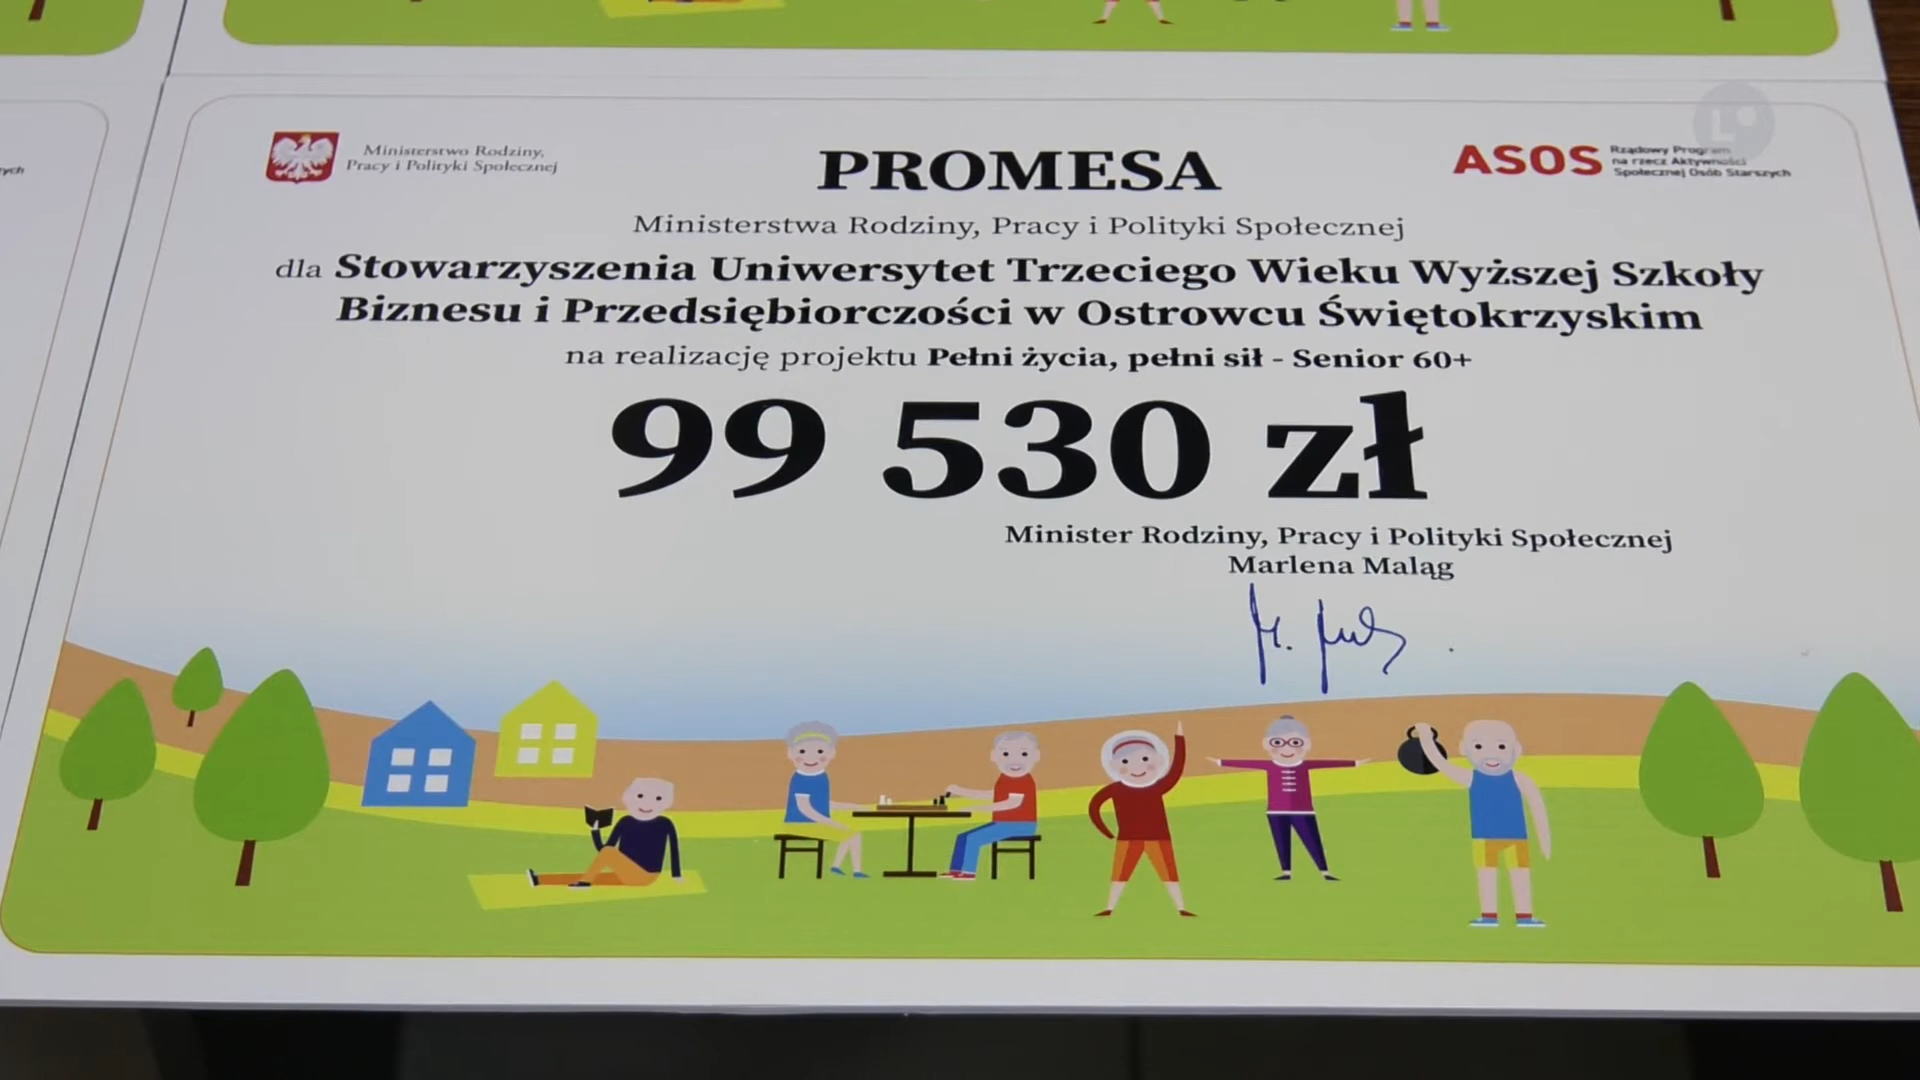 Ministerstwo Rodziny,
Pracy i Polityki Społecznej
PROMESA
ASOS
Rządowy Program
na rzecz Aktywności
Społecznej Osób Starszych
Ministerstwa Rodziny, Pracy i Polityki Społecznej
dla Stowarzyszenia Uniwersytet Trzeciego Wieku Wyższej Szkoły
Biznesu i Przedsiębiorczości w Ostrowcu Świętokrzyskim
na realizację projektu Pełni życia, pełni sił - Senior 60+
99 530 zł
Minister Rodziny, Pracy i Polityki Społecznej
Marlena Maląg